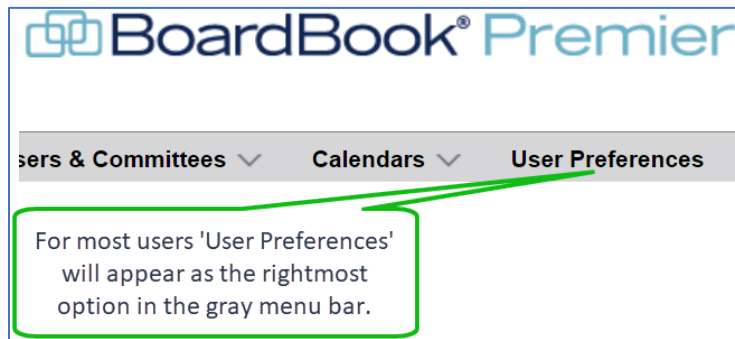 BoardBook® Premier
sers & Committees Calendars User Preferences
For most users 'User Preferences'
will appear as the rightmost
option in the gray menu bar.